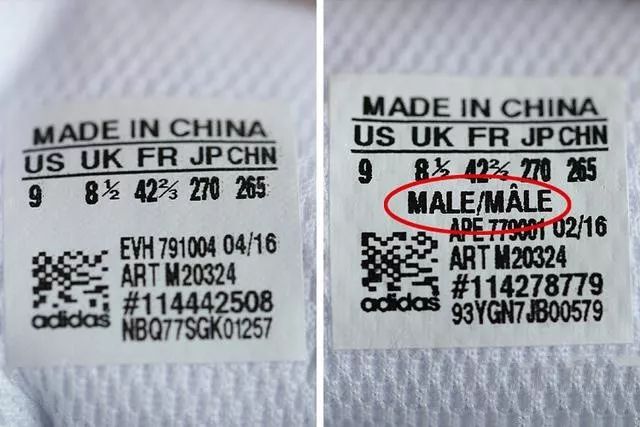 MADE IN CHINA
US UK FR JP CHN
9 8½ 42⅔ 270 265
EVH 791004 04/16
ART M20324
#114442508
NBQ77SGK01257
adidas
MADE IN CHINA
US UK FR JP CHN
9 8½ 42⅔ 270 265
MALE/MÂLE
APE 779001 02/16
ART M20324
#114278779
93YGN7JB00579
adidas